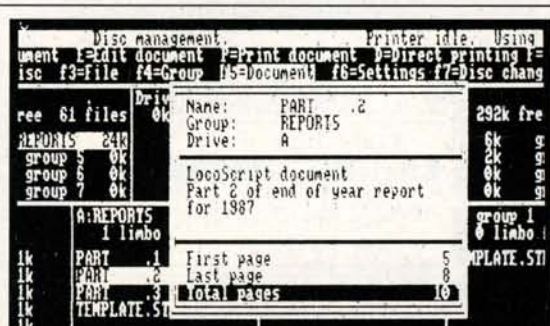 Disc management. Printer idle. Using
ument E=Edit document P=Print document D=Direct printing
isc f3=File f4=Group f5=Document f6=Settings f7=Disc chang
ree 61 files
Driv
0k
292k fre
REPORTS 24k
group 5 0k
group 6 0k
group 7 0k
6k g
2k g
0k g
0k g
Name: PART .2
Group: REPORTS
Drive: A
LocoScript document
Part 2 of end of year report
for 1987
First page 5
Last page 8
Total pages 10
A:REPORTS
1 limbo
group 1
0 limbo
1k PART .1
1k PART .2
1k PART .3
1k TEMPLATE.ST
MPLATE.ST